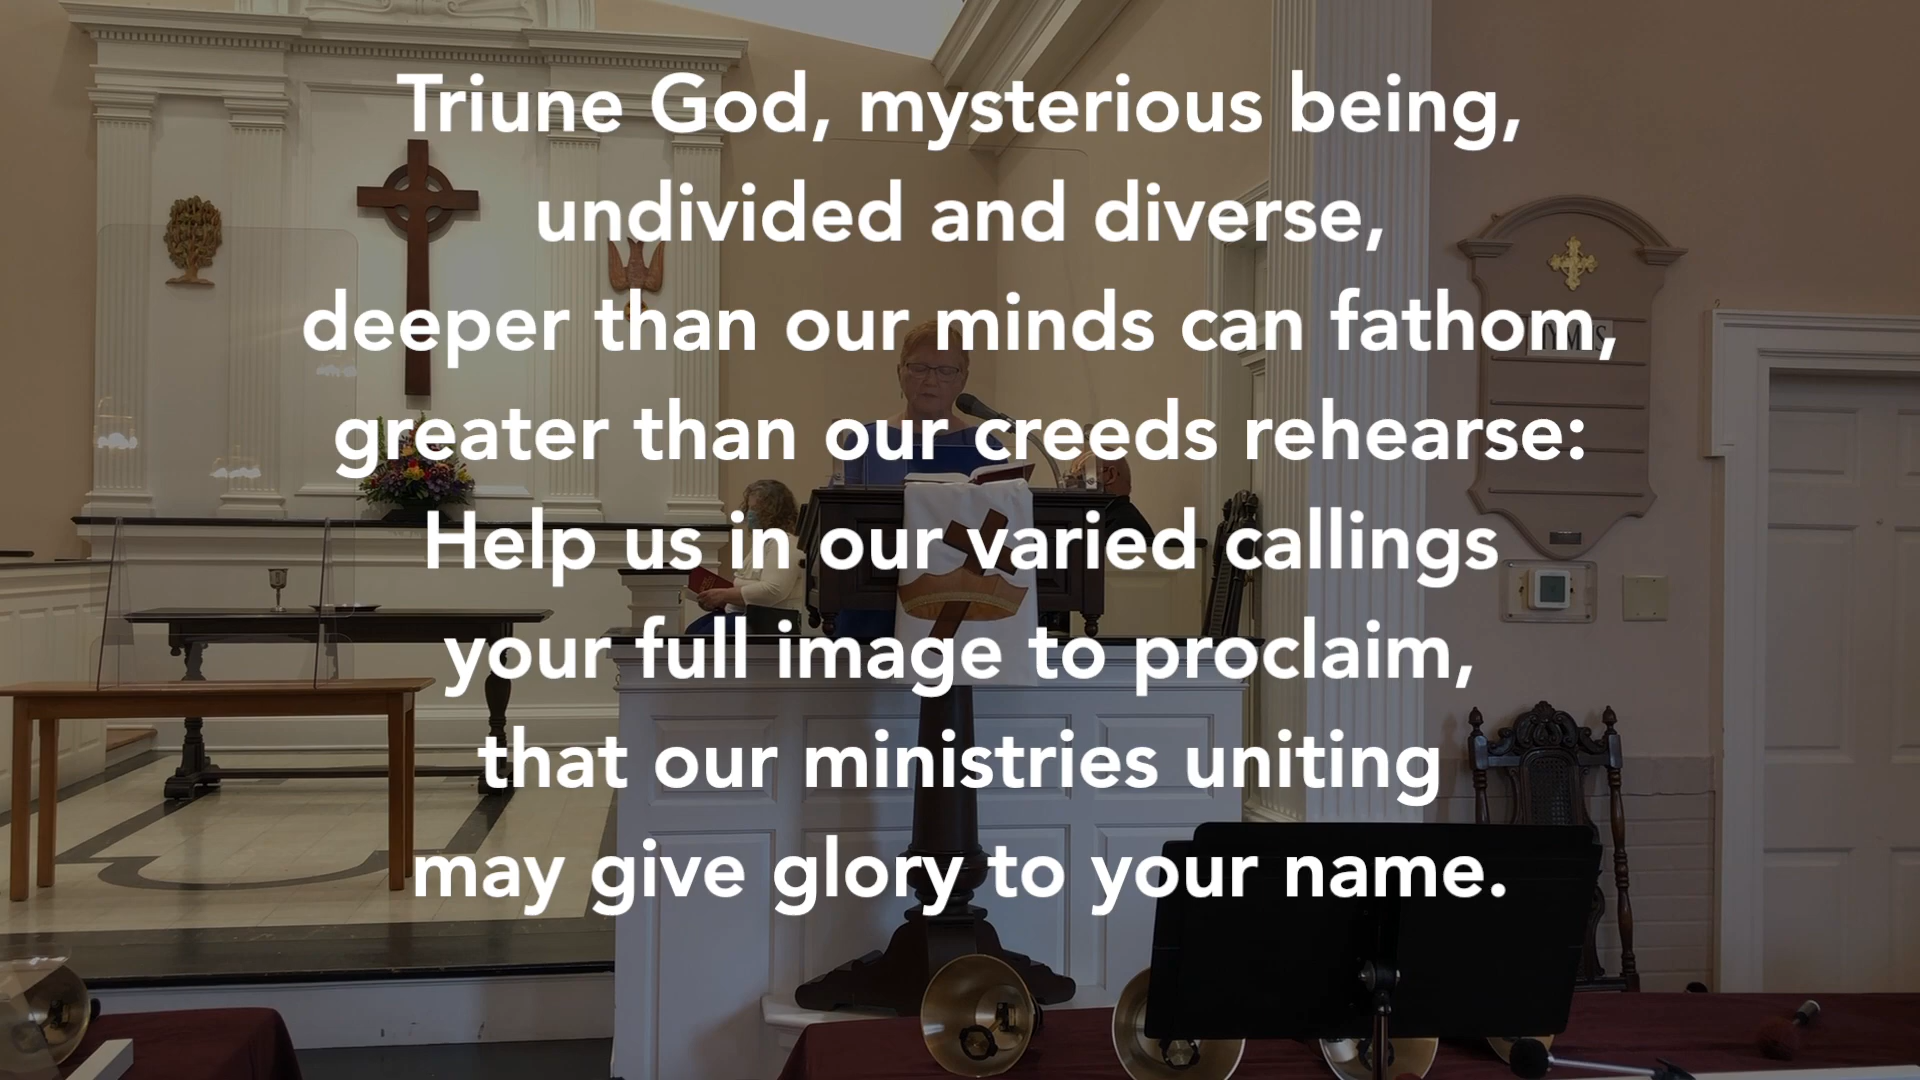 Triune God, mysterious being,
undivided and diverse,
deeper than our minds can fathom,
greater than our creeds rehearse:
Help us in our varied callings
your full image to proclaim,
that our ministries uniting
may give glory to your name.
HYMNS